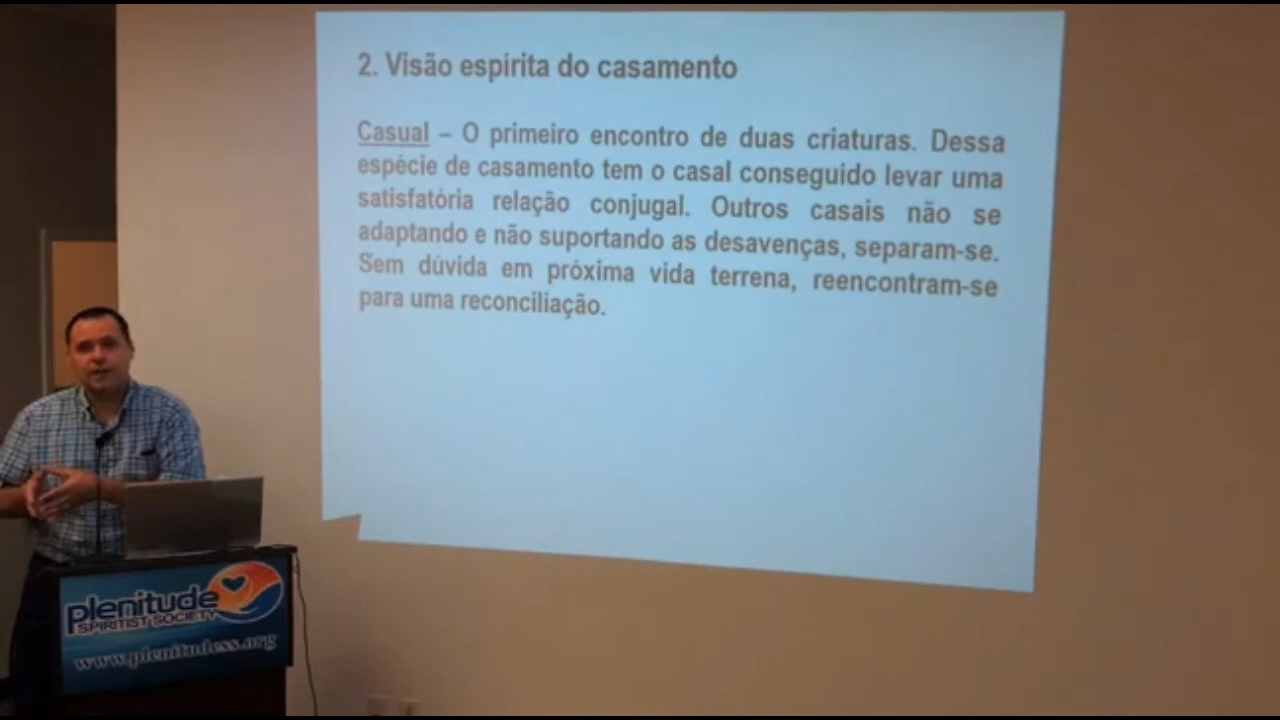 2. Visão espirita do casamento
Casual – O primeiro encontro de duas criaturas. Dessa
espécie de casamento tem o casal conseguido levar uma
satisfatória relação conjugal. Outros casais não se
adaptando e não suportando as desavenças, separam-se.
Sem dúvida em próxima vida terrena, reencontram-se
para uma reconciliação.
plenitude
SPIRITIST SOCIETY
www.plenitudess.org